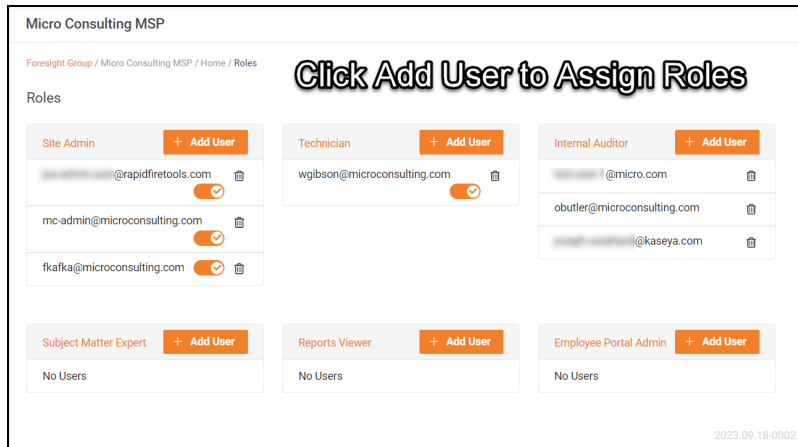 Micro Consulting MSP
Foresight Group / Micro Consulting MSP / Home / Roles
Click Add User to Assign Roles
Roles
Site Admin + Add User
@rapidfiretools.com
mc-admin@microconsulting.com
fkafka@microconsulting.com
Technician + Add User
wgibson@microconsulting.com
Internal Auditor + Add User
@micro.com
obutler@microconsulting.com
@kaseya.com
Subject Matter Expert + Add User
No Users
Reports Viewer + Add User
No Users
Employee Portal Admin + Add User
No Users
2023.09.18-0002